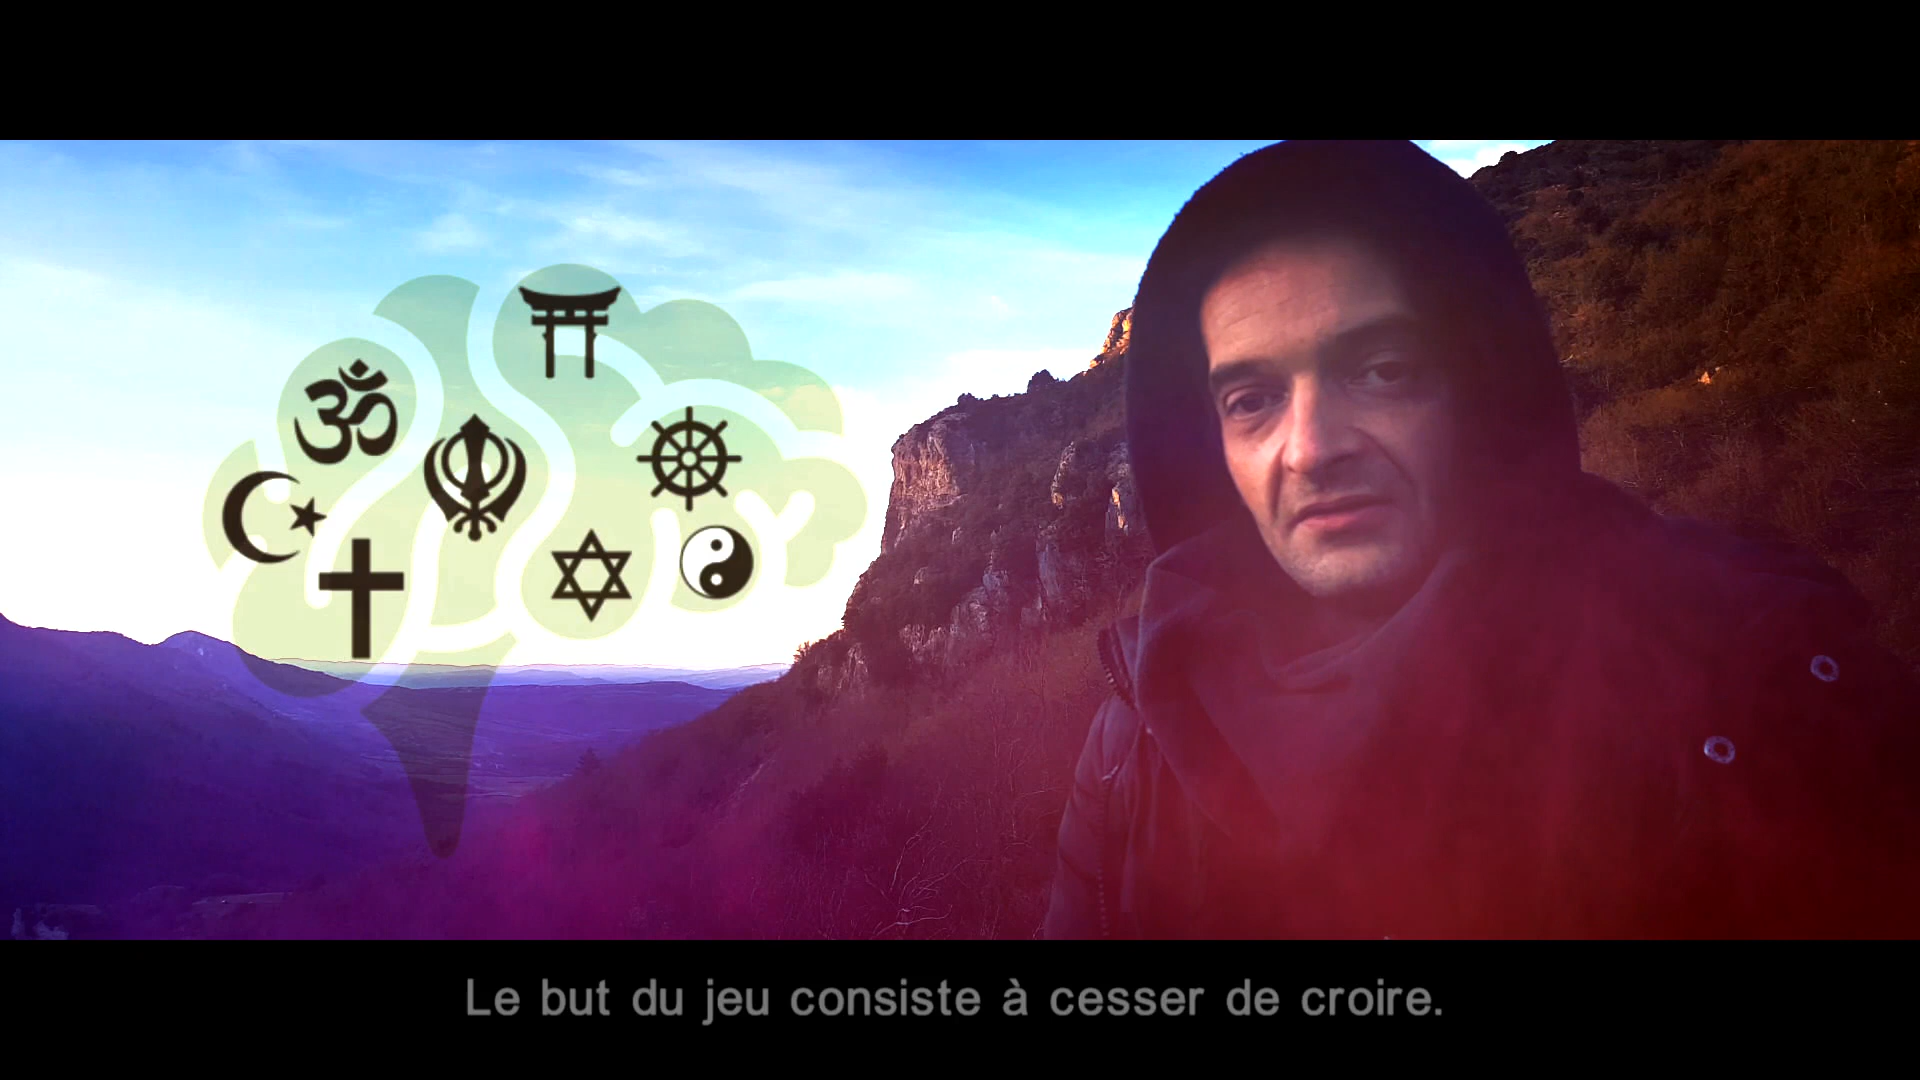 Le but du jeu consiste à cesser de croire.